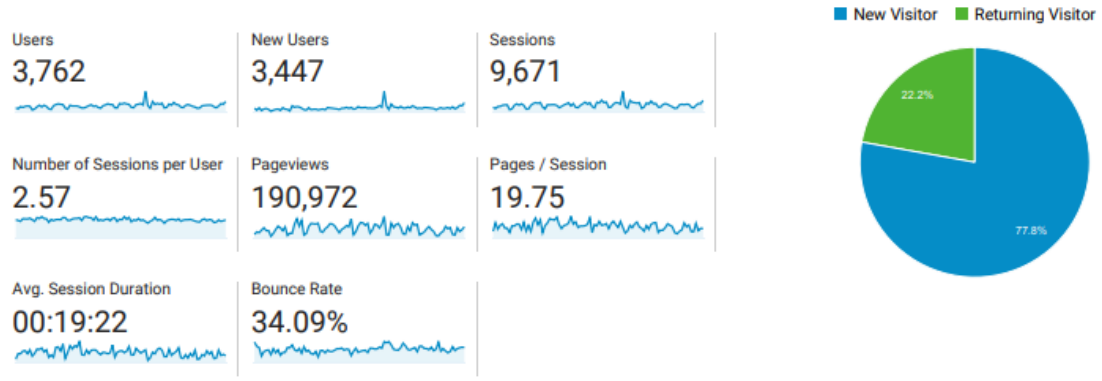 New Visitor Returning Visitor
Users
3,762
New Users
3,447
Sessions
9,671
Number of Sessions per User
2.57
Pageviews
190,972
Pages / Session
19.75
Avg. Session Duration
00:19:22
Bounce Rate
34.09%
22.2%
77.8%